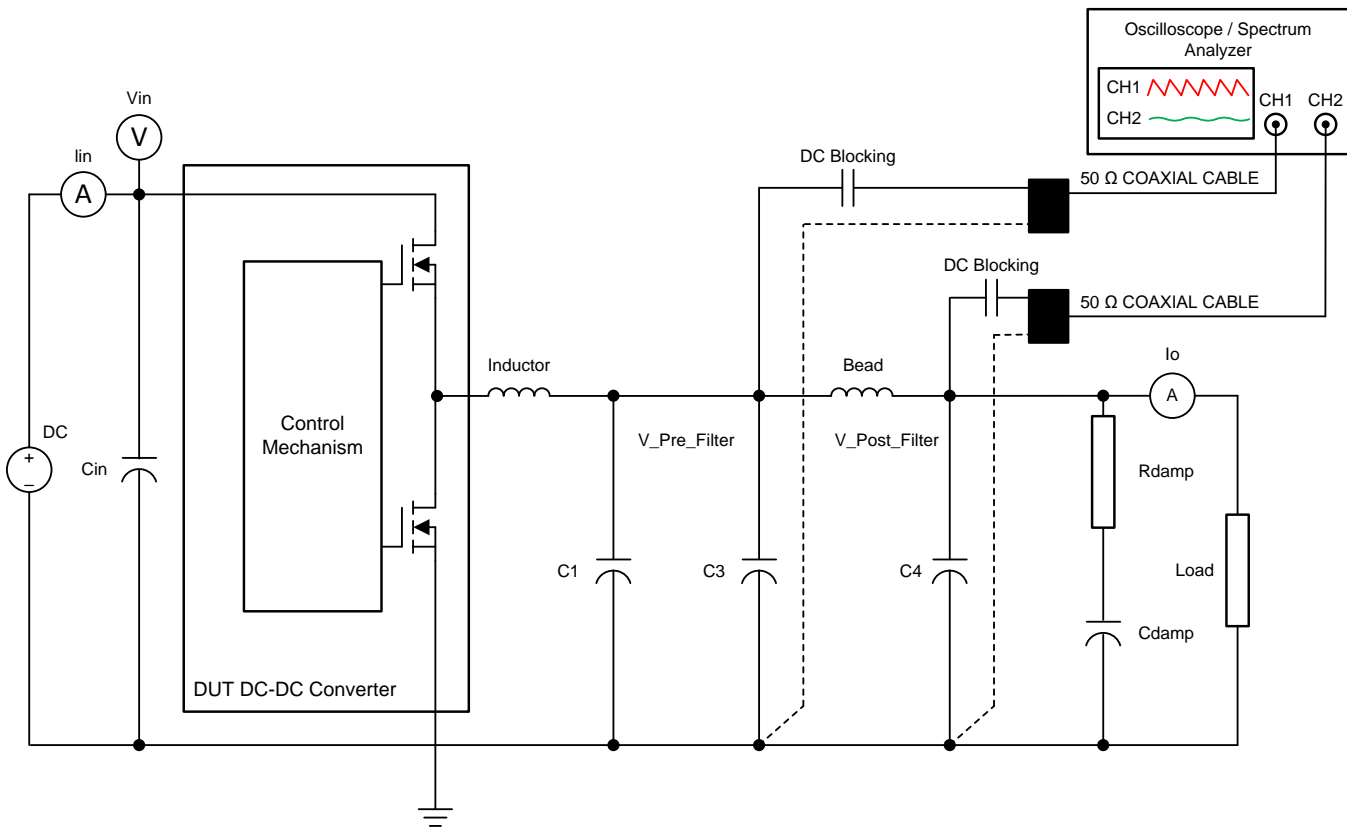 Oscilloscope / Spectrum
Analyzer
CH1
CH2
CH1 CH2
Vin
V
Iin
A
DC Blocking
50 Ω COAXIAL CABLE
DC Blocking
50 Ω COAXIAL CABLE
Inductor
Bead
Io
A
Control
Mechanism
DC
+
–
Cin
V_Pre_Filter
V_Post_Filter
Rdamp
C1
C3
C4
Load
Cdamp
DUT DC-DC Converter